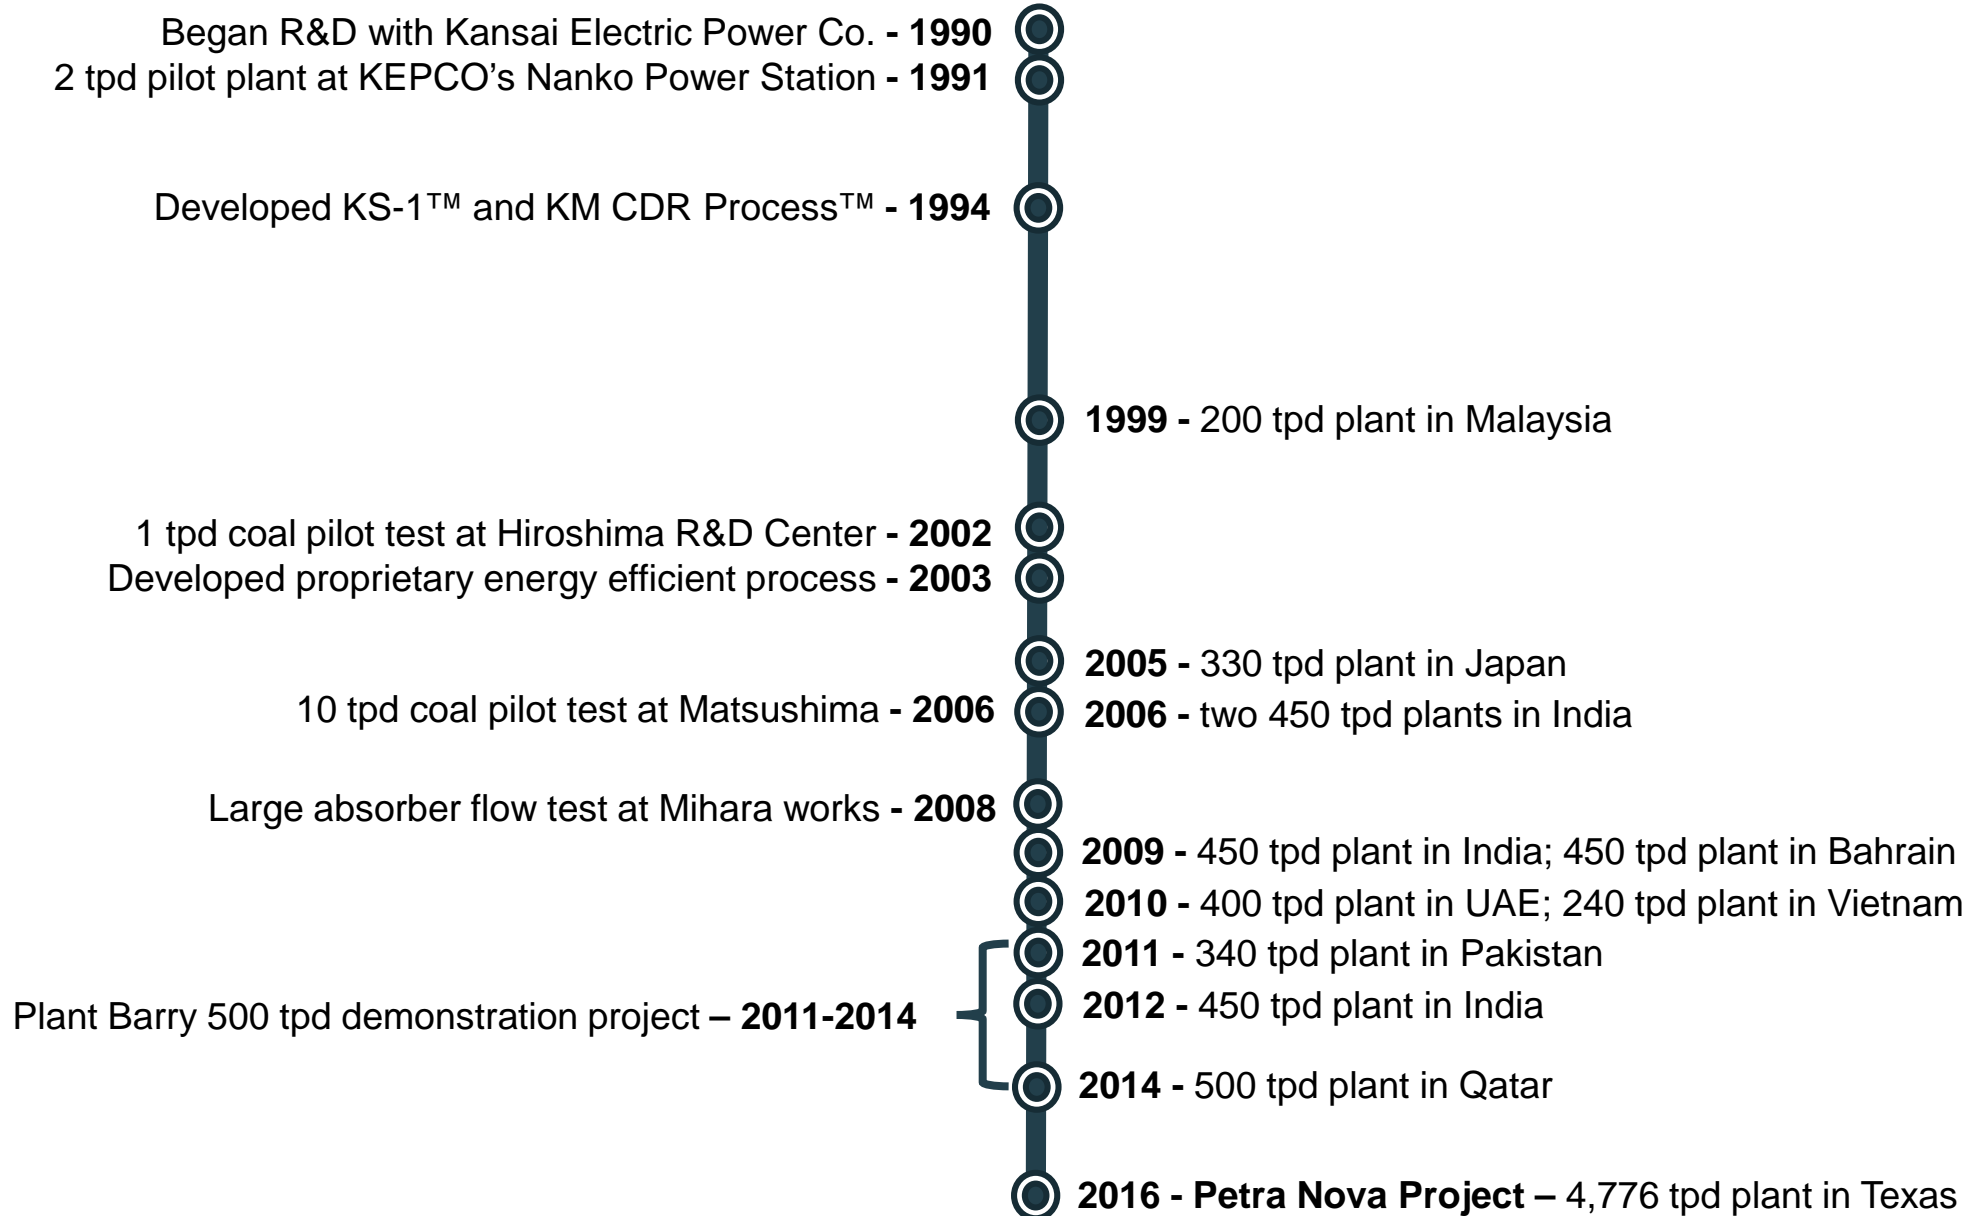 Began R&D with Kansai Electric Power Co. - 1990
2 tpd pilot plant at KEPCO’s Nanko Power Station - 1991
Developed KS-1™ and KM CDR Process™ - 1994
1999 - 200 tpd plant in Malaysia
1 tpd coal pilot test at Hiroshima R&D Center - 2002
Developed proprietary energy efficient process - 2003
2005 - 330 tpd plant in Japan
10 tpd coal pilot test at Matsushima - 2006
2006 - two 450 tpd plants in India
Large absorber flow test at Mihara works - 2008
2009 - 450 tpd plant in India; 450 tpd plant in Bahrain
2010 - 400 tpd plant in UAE; 240 tpd plant in Vietnam
2011 - 340 tpd plant in Pakistan
Plant Barry 500 tpd demonstration project – 2011-2014
2012 - 450 tpd plant in India
2014 - 500 tpd plant in Qatar
2016 - Petra Nova Project – 4,776 tpd plant in Texas